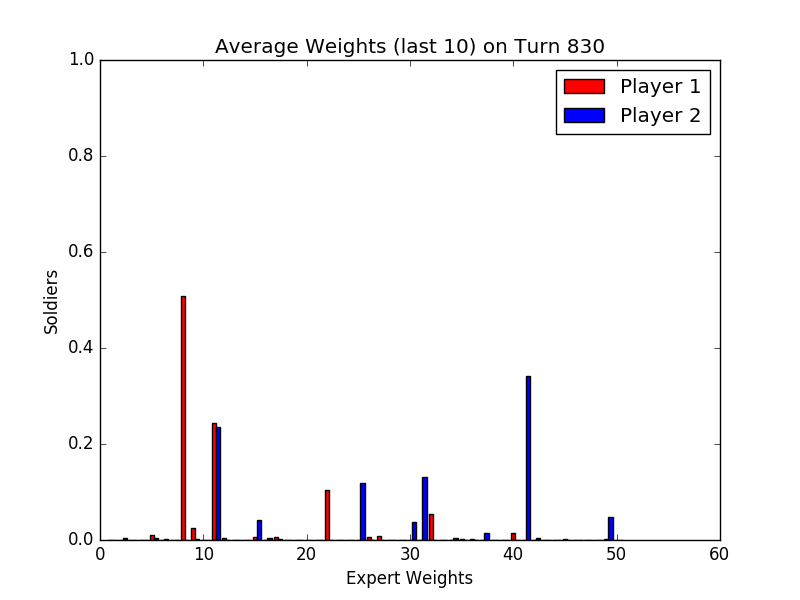 Average Weights (last 10) on Turn 830
1.0
0.8
0.6
0.4
0.2
0.0
Soldiers
Player 1
Player 2
0 10 20 30 40 50 60
Expert Weights